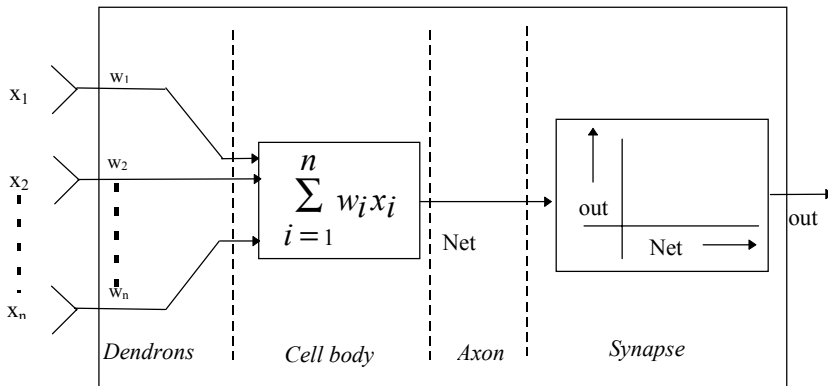 x1
w1
x2
w2
xn
wn
n
∑ wixi
i = 1
Net
out
Net
out
Dendrons
Cell body
Axon
Synapse